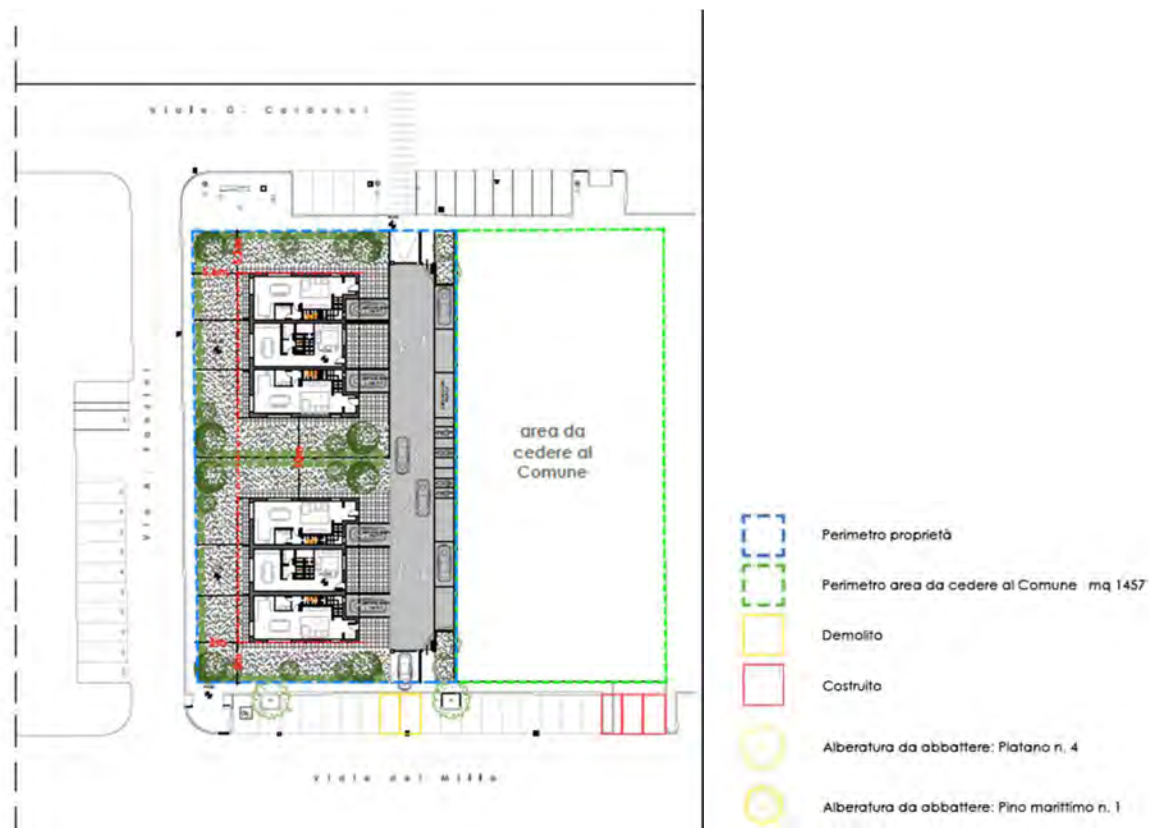 Viale G. Carducci
Via A. Fondini
area da
cedere al
Comune
Viale dei Mille
Perimetro proprietà
Perimetro area da cedere al Comune mq 1457
Demolito
Costruito
Alberatura da abbattere: Platano n. 4
Alberatura da abbattere: Pino marittimo n. 1